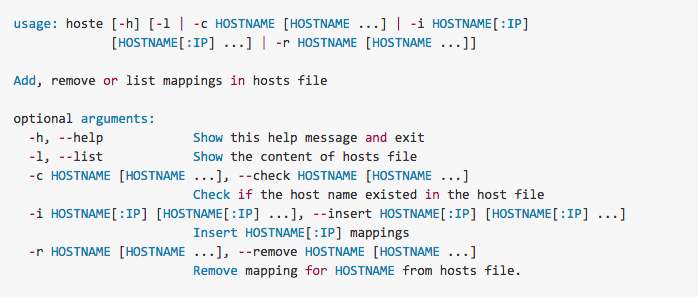 usage: hoste [-h] [-l | -c HOSTNAME [HOSTNAME ...] | -i HOSTNAME[:IP]
             [HOSTNAME[:IP] ...] | -r HOSTNAME [HOSTNAME ...]]

Add, remove or list mappings in hosts file

optional arguments:
  -h, --help            Show this help message and exit
  -l, --list            Show the content of hosts file
  -c HOSTNAME [HOSTNAME ...], --check HOSTNAME [HOSTNAME ...]
                        Check if the host name existed in the host file
  -i HOSTNAME[:IP] [HOSTNAME[:IP] ...], --insert HOSTNAME[:IP] [HOSTNAME[:IP] ...]
                        Insert HOSTNAME[:IP] mappings
  -r HOSTNAME [HOSTNAME ...], --remove HOSTNAME [HOSTNAME ...]
                        Remove mapping for HOSTNAME from hosts file.